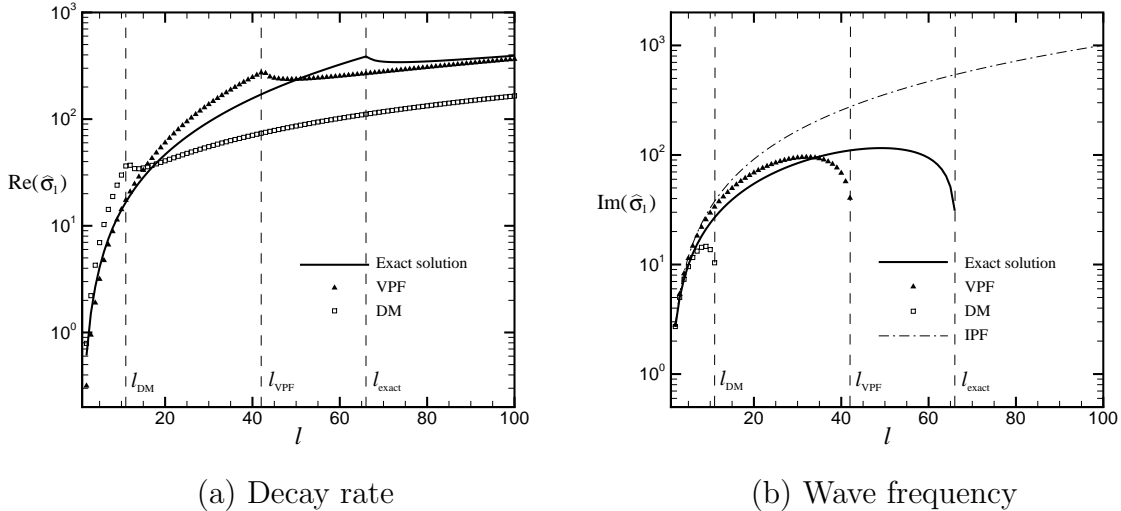 10³
10²
10¹
10⁰
Re(σ̂₁)
Exact solution
VPF
DM
l_DM
l_VPF
l_exact
20 40 60 80 100
l
(a) Decay rate
10³
10²
10¹
10⁰
Im(σ̂₁)
Exact solution
VPF
DM
IPF
l_DM
l_VPF
l_exact
20 40 60 80 100
l
(b) Wave frequency